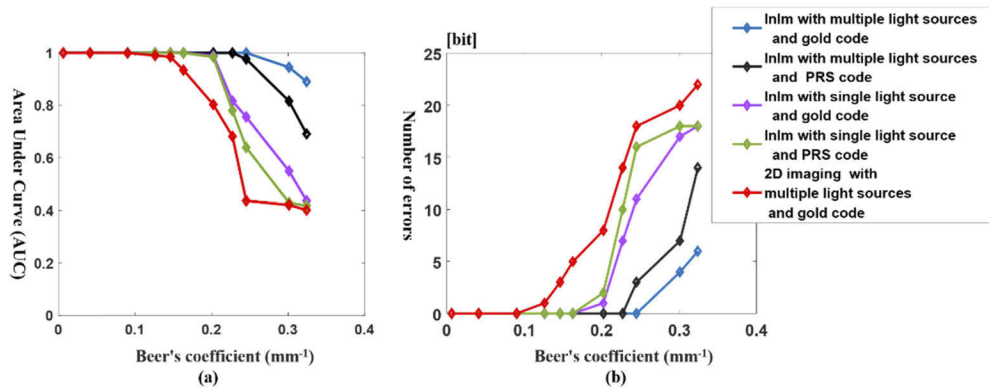 InIm with multiple light sources
and gold code
InIm with multiple light sources
and PRS code
InIm with single light source
and gold code
InIm with single light source
and PRS code
2D imaging with
multiple light sources
and gold code
Area Under Curve (AUC)
1
0.8
0.6
0.4
0.2
0
0
0.1
0.2
0.3
0.4
Beer's coefficient (mm⁻¹)
(a)
[bit]
Number of errors
25
20
15
10
5
0
0
0.1
0.2
0.3
0.4
Beer's coefficient (mm⁻¹)
(b)